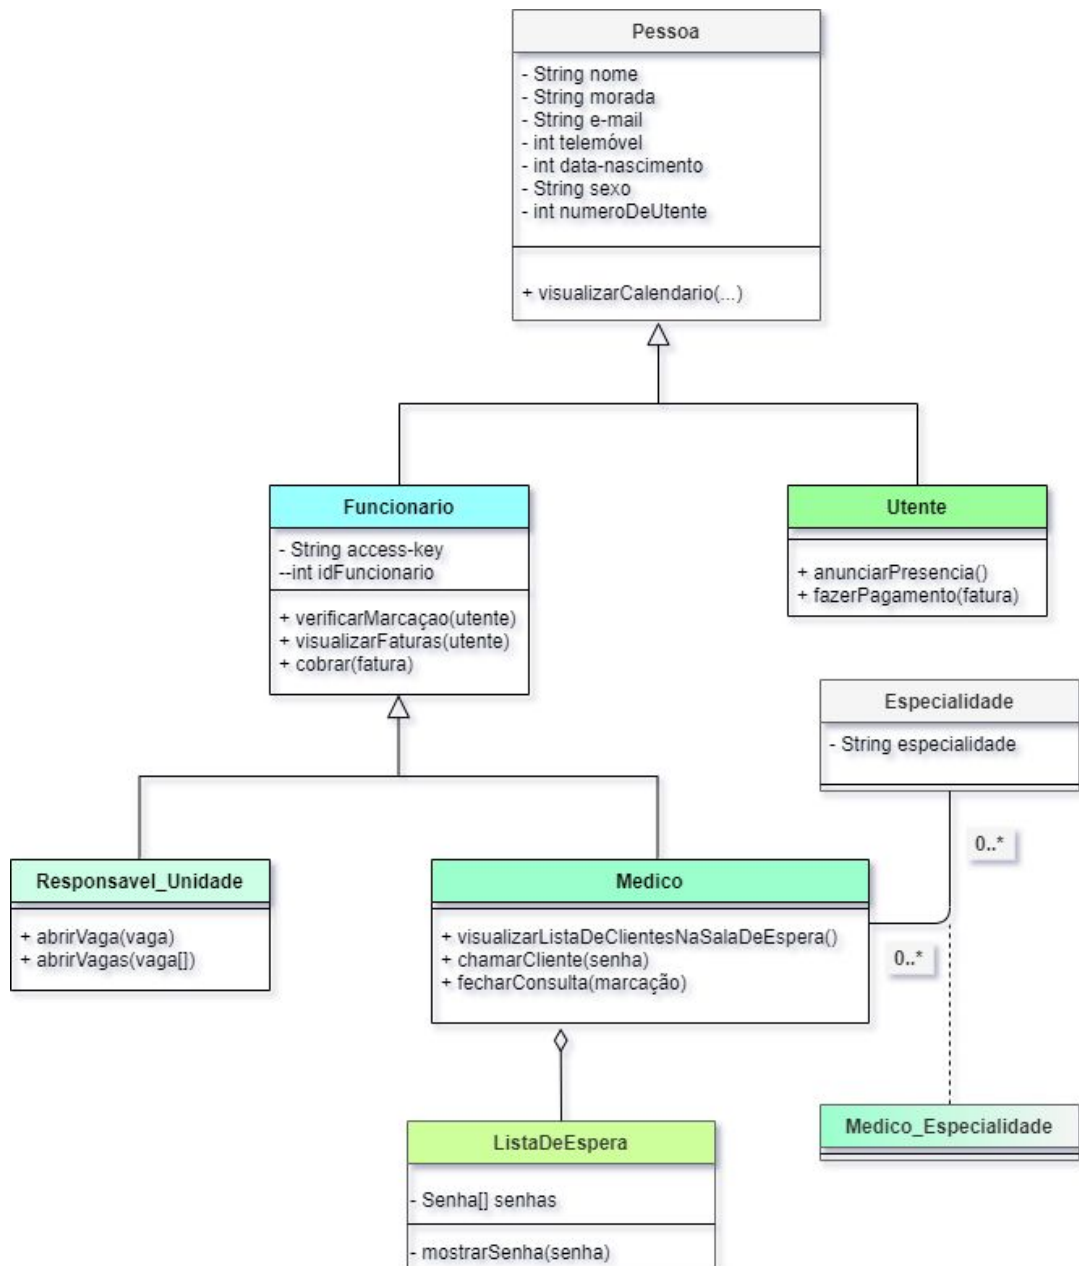 Pessoa
- String nome
- String morada
- String e-mail
- int telemóvel
- int data-nascimento
- String sexo
- int numeroDeUtente
+ visualizarCalendario(...)
Funcionario
- String access-key
--int idFuncionario
+ verificarMarcaçao(utente)
+ visualizarFaturas(utente)
+ cobrar(fatura)
Utente
+ anunciarPresencia()
+ fazerPagamento(fatura)
Especialidade
- String especialidade
0..*
0..*
Responsavel_Unidade
+ abrirVaga(vaga)
+ abrirVagas(vaga[])
Medico
+ visualizarListaDeClientesNaSalaDeEspera()
+ chamarCliente(senha)
+ fecharConsulta(marcação)
Medico_Especialidade
ListaDeEspera
- Senha[] senhas
- mostrarSenha(senha)